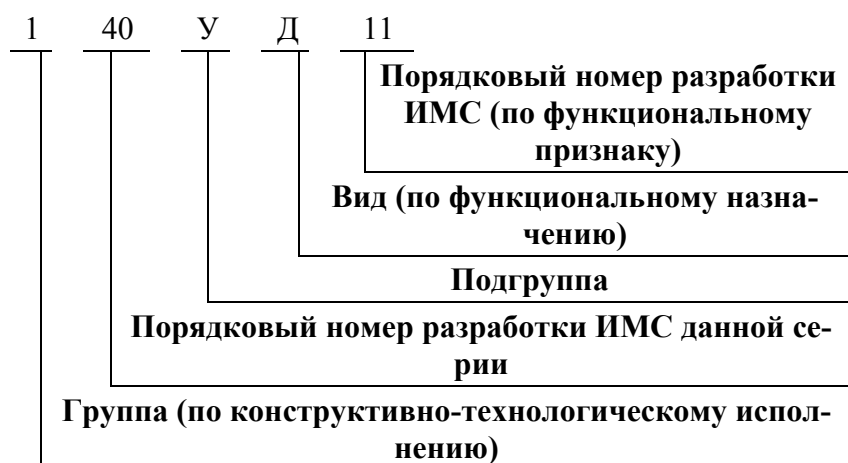 1 40 У Д 11
Порядковый номер разработки
ИМС (по функциональному
признаку)
Вид (по функциональному назна-
чению)
Подгруппа
Порядковый номер разработки ИМС данной се-
рии
Группа (по конструктивно-технологическому испол-
нению)